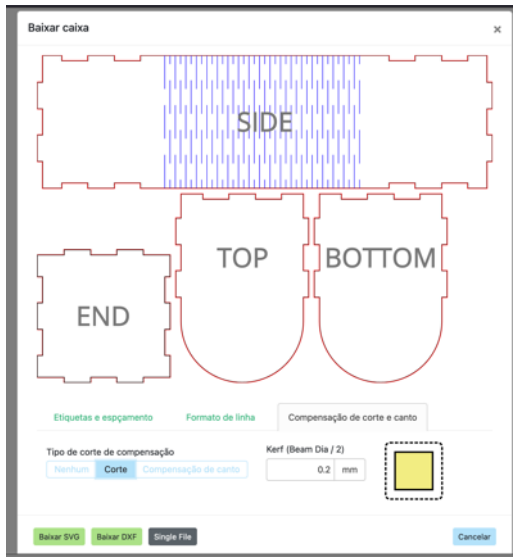 Baixar caixa ×
SIDE
TOP BOTTOM
END
Etiquetas e espçamento Formato de linha Compensação de corte e canto
Tipo de corte de compensação Kerf (Beam Dia / 2)
Nenhum Corte Compensação de canto 0.2 mm
Baixar SVG Baixar DXF Single File Cancelar